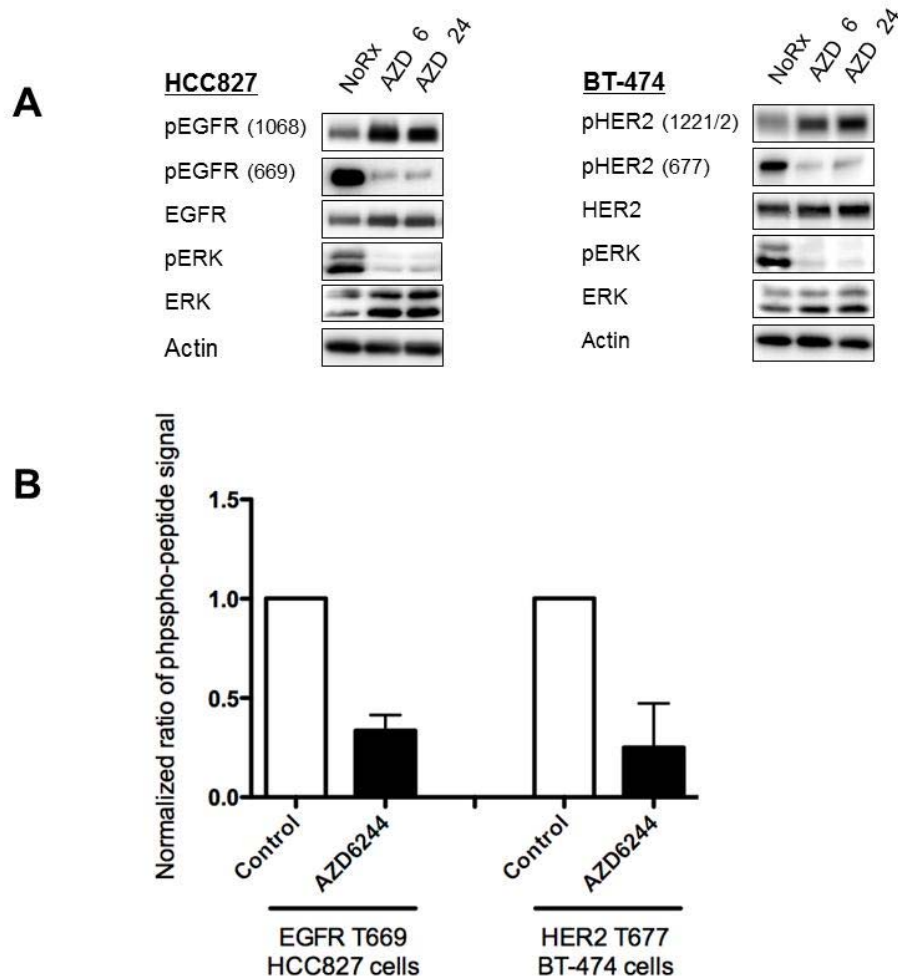 A
HCC827
NoRx
AZD 6
AZD 24
pEGFR (1068)
pEGFR (669)
EGFR
pERK
ERK
Actin
BT-474
NoRx
AZD 6
AZD 24
pHER2 (1221/2)
pHER2 (677)
HER2
pERK
ERK
Actin
B
Normalized ratio of phpspho-peptide signal
1.5
1.0
0.5
0.0
Control
AZD6244
Control
AZD6244
EGFR T669
HCC827 cells
HER2 T677
BT-474 cells